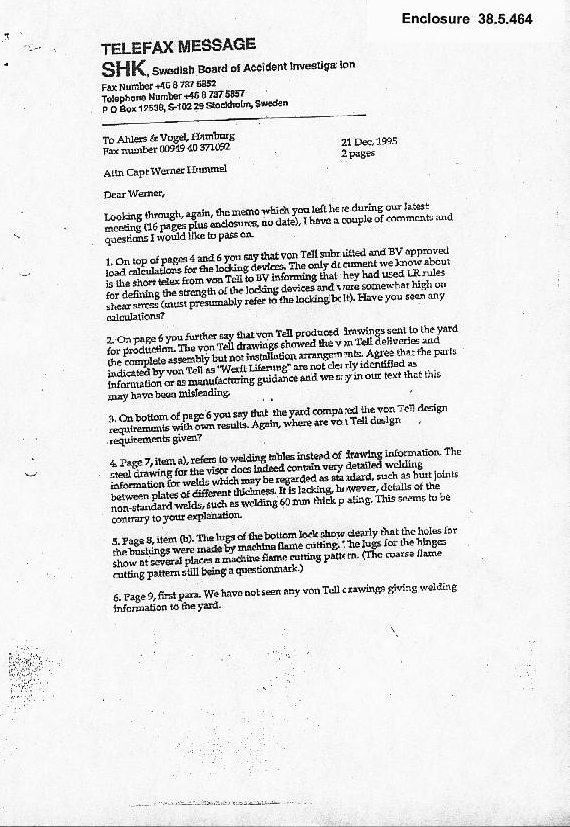 Enclosure 38.5.464
TELEFAX MESSAGE
SHK, Swedish Board of Accident Investigation
Fax Number +46 8 737 5852
Telephone Number +46 8 737 5857
P O Box 12538, S-102 29 Stockholm, Sweden
To Ahlers & Vogel, Hamburg
Fax number 00949 40 371092
21 Dec, 1995
2 pages
Attn Capt Werner Hummel
Dear Werner,
Looking through, again, the memo which you left here during our latest
meeting (16 pages plus enclosures, no date), I have a couple of comments and
questions I would like to pass on.
1. On top of pages 4 and 6 you say that von Tell submitted and BV approved
load calculations for the locking devices. The only document we know about
is the short telex from von Tell to BV informing that they had used LR rules
for defining the strength of the locking devices and were somewhat high on
shear stress (must presumably refer to the locking bolt). Have you seen any
calculations?
2. On page 6 you further say that von Tell produced drawings sent to the yard
for production. The von Tell drawings showed the von Tell deliveries and
the complete assembly but not installation arrangements. Agree that the parts
indicated by von Tell as "Werft Liferung" are not clearly identified as
information or as manufacturing guidance and we say in our text that this
may have been misleading.
3. On bottom of page 6 you say that the yard compared the von Tell design
requirements with own results. Again, where are von Tell design
requirements given?
4. Page 7, item a), refers to welding tables instead of drawing information. The
steel drawing for the visor does indeed contain very detailed welding
information for welds which may be regarded as standard, such as butt joints
between plates of different thickness. It is lacking, however, details of the
non-standard welds, such as welding 60 mm thick plating. This seems to be
contrary to your explanation.
5. Page 8, item (b). The lugs of the bottom lock show clearly that the holes for
the bushings were made by machine flame cutting. The lugs for the hinges
show at several places a machine flame cutting pattern. (The coarse flame
cutting pattern still being a questionmark.)
6. Page 9, first para. We have not seen any von Tell drawings giving welding
information to the yard.